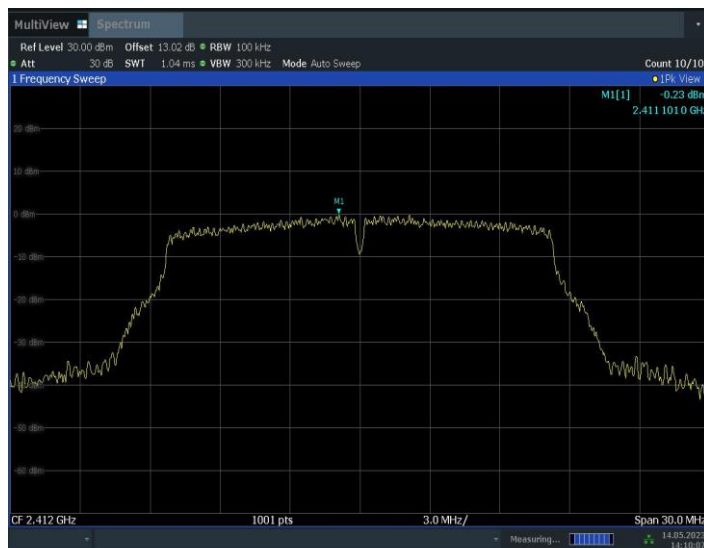 MultiView Spectrum
Ref Level 30.00 dBm Offset 13.02 dB RBW 100 kHz
Att 30 dB SWT 1.04 ms VBW 300 kHz Mode Auto Sweep Count 10/10
1 Frequency Sweep 1Pk View
M1[1] -0.23 dBm
2.4111010 GHz
20 dBm
10 dBm
M1
0 dBm
-10 dBm
-20 dBm
-30 dBm
-40 dBm
-50 dBm
-60 dBm
CF 2.412 GHz 1001 pts 3.0 MHz/ Span 30.0 MHz
Measuring... 14.05.2023
14:10:07